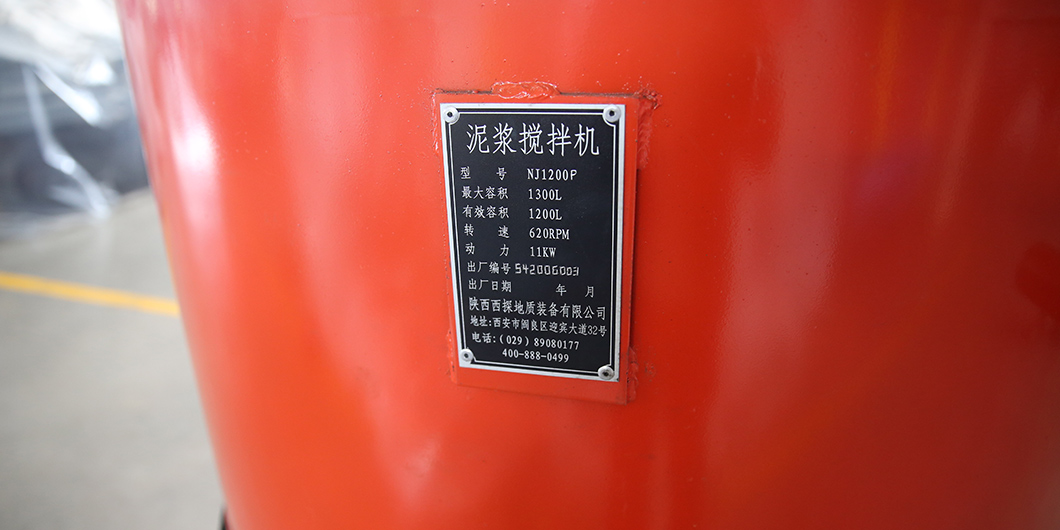 泥浆搅拌机
型 号 NJ1200P
最大容积 1300L
有效容积 1200L
转 速 620RPM
动 力 11KW
出厂编号 542006003
出厂日期 年 月
陕西西探地质装备有限公司
地址:西安市阎良区迎宾大道32号
电话:(029)89080177
400-888-0499